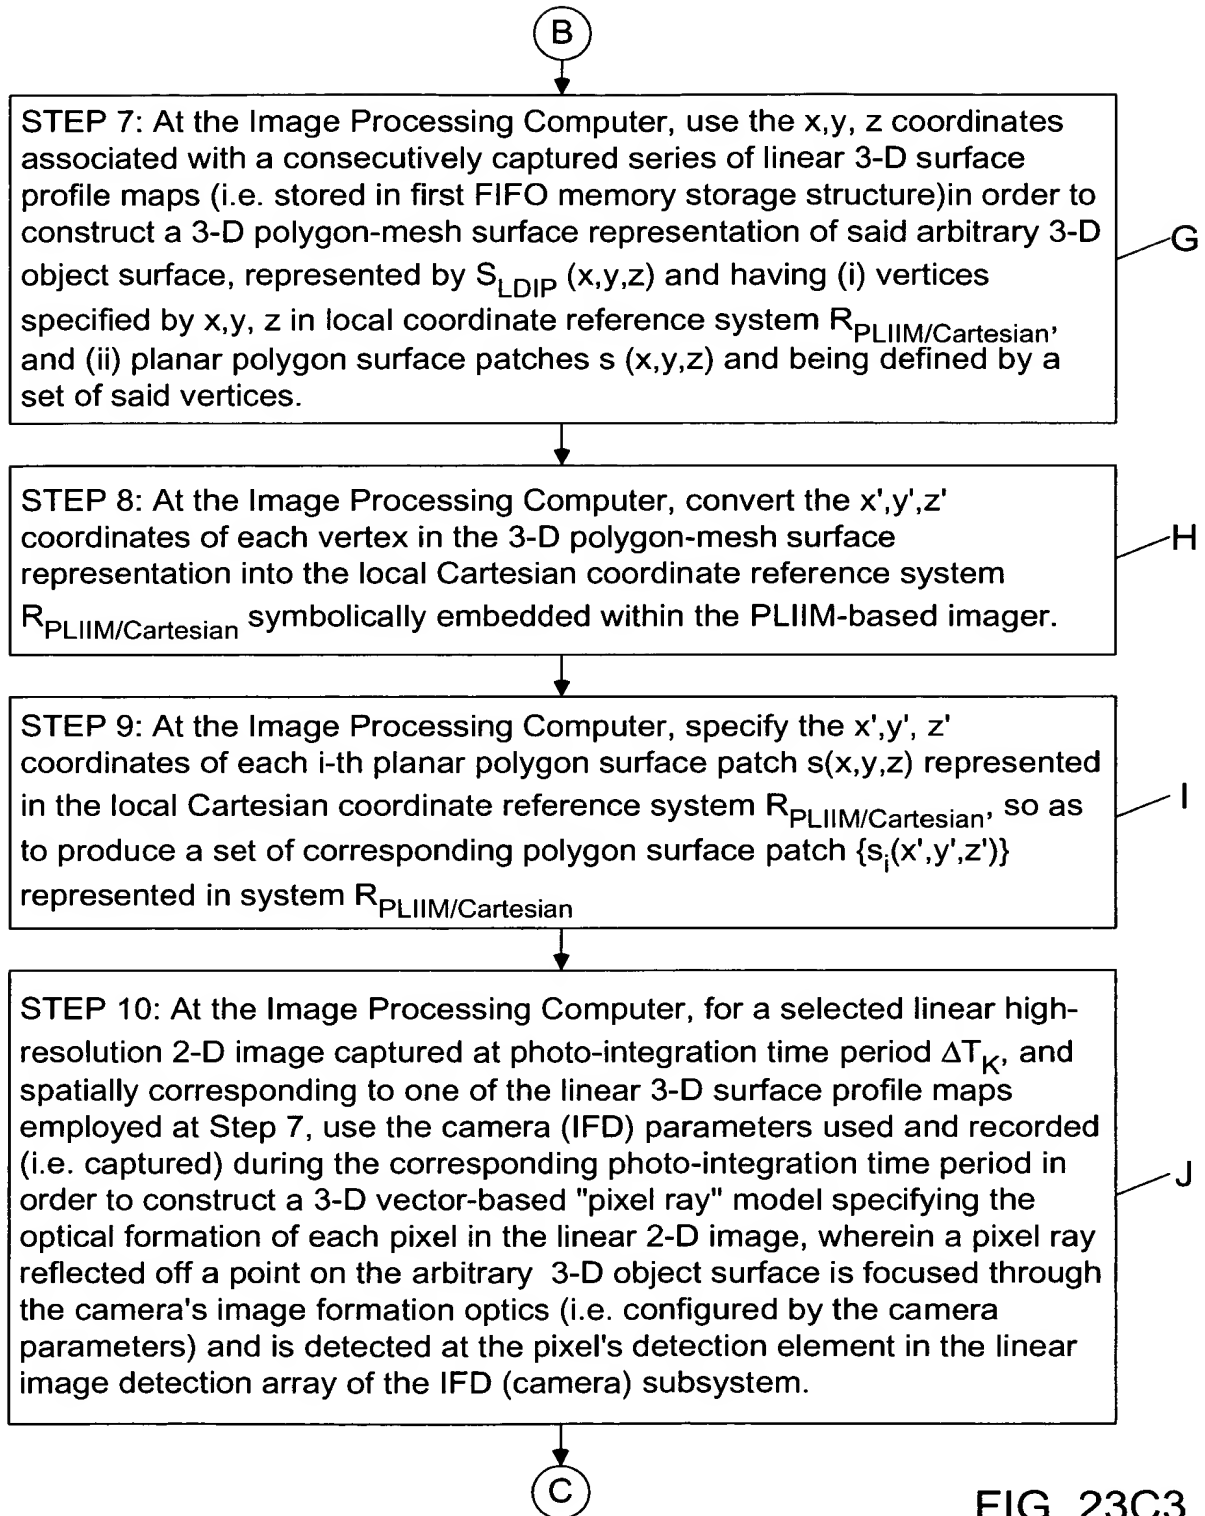 B
STEP 7: At the Image Processing Computer, use the x,y, z coordinates
associated with a consecutively captured series of linear 3-D surface
profile maps (i.e. stored in first FIFO memory storage structure)in order to
construct a 3-D polygon-mesh surface representation of said arbitrary 3-D
object surface, represented by S_LDIP (x,y,z) and having (i) vertices
specified by x,y, z in local coordinate reference system R_PLIIM/Cartesian,
and (ii) planar polygon surface patches s (x,y,z) and being defined by a
set of said vertices.
G
STEP 8: At the Image Processing Computer, convert the x',y',z'
coordinates of each vertex in the 3-D polygon-mesh surface
representation into the local Cartesian coordinate reference system
R_PLIIM/Cartesian symbolically embedded within the PLIIM-based imager.
H
STEP 9: At the Image Processing Computer, specify the x',y', z'
coordinates of each i-th planar polygon surface patch s(x,y,z) represented
in the local Cartesian coordinate reference system R_PLIIM/Cartesian, so as
to produce a set of corresponding polygon surface patch {s_i(x',y',z')}
represented in system R_PLIIM/Cartesian
I
STEP 10: At the Image Processing Computer, for a selected linear high-
resolution 2-D image captured at photo-integration time period ΔT_K, and
spatially corresponding to one of the linear 3-D surface profile maps
employed at Step 7, use the camera (IFD) parameters used and recorded
(i.e. captured) during the corresponding photo-integration time period in
order to construct a 3-D vector-based "pixel ray" model specifying the
optical formation of each pixel in the linear 2-D image, wherein a pixel ray
reflected off a point on the arbitrary 3-D object surface is focused through
the camera's image formation optics (i.e. configured by the camera
parameters) and is detected at the pixel's detection element in the linear
image detection array of the IFD (camera) subsystem.
J
C
FIG. 23C3